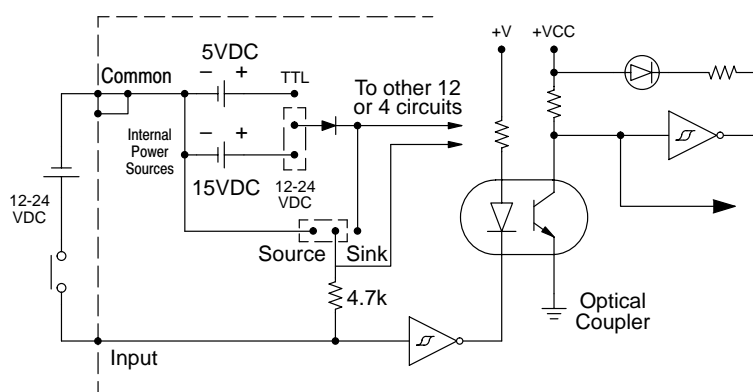 5VDC
+V
+VCC
Common
− +
TTL
To other 12
or 4 circuits
Internal
Power
Sources
− +
15VDC
12-24
VDC
12-24
VDC
Source Sink
4.7k
Optical
Coupler
Input